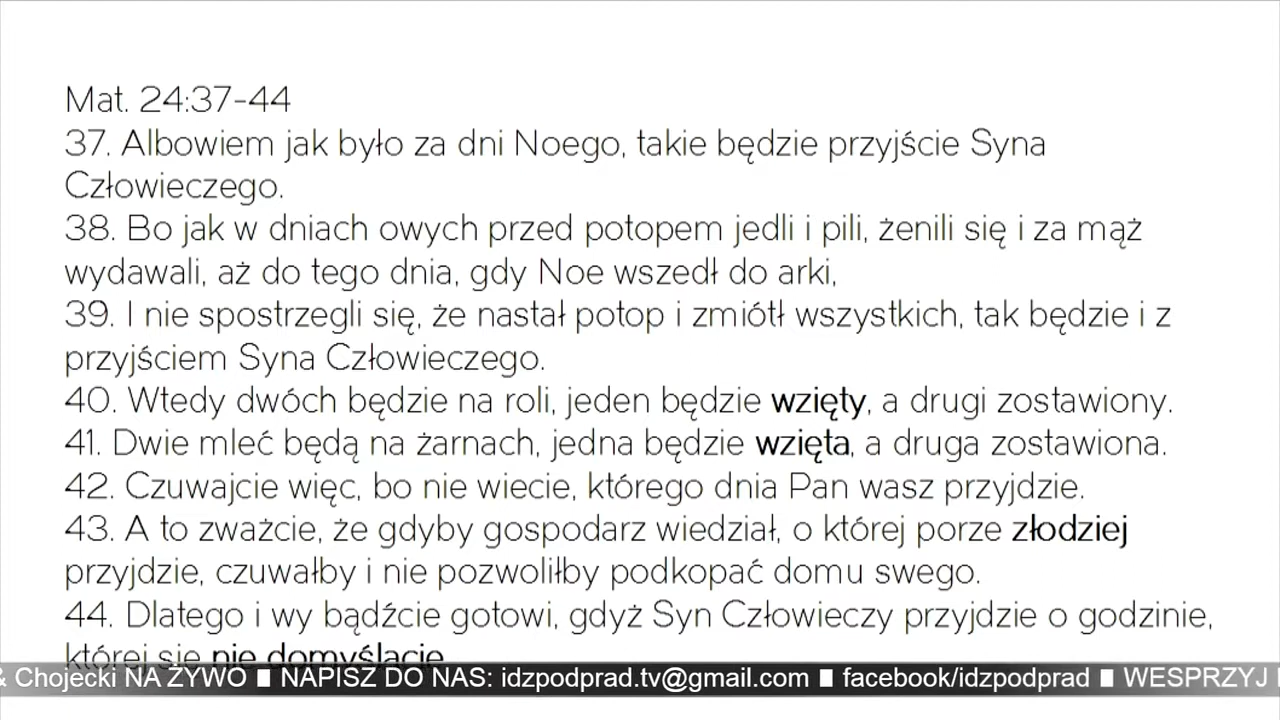 Mat. 24:37-44
37. Albowiem jak było za dni Noego, takie będzie przyjście Syna
Człowieczego.
38. Bo jak w dniach owych przed potopem jedli i pili, żenili się i za mąż
wydawali, aż do tego dnia, gdy Noe wszedł do arki,
39. I nie spostrzegli się, że nastał potop i zmiótł wszystkich, tak będzie i z
przyjściem Syna Człowieczego.
40. Wtedy dwóch będzie na roli, jeden będzie wzięty, a drugi zostawiony.
41. Dwie mleć będą na żarnach, jedna będzie wzięta, a druga zostawiona.
42. Czuwajcie więc, bo nie wiecie, którego dnia Pan wasz przyjdzie.
43. A to zważcie, że gdyby gospodarz wiedział, o której porze złodziej
przyjdzie, czuwałby i nie pozwoliłby podkopać domu swego.
44. Dlatego i wy bądźcie gotowi, gdyż Syn Człowieczy przyjdzie o godzinie,
której się nie domyślacie
& Chojecki NA ŻYWO ∎ NAPISZ DO NAS: idzpodprad.tv@gmail.com ∎ facebook/idzpodprad ∎ WESPRZYJ